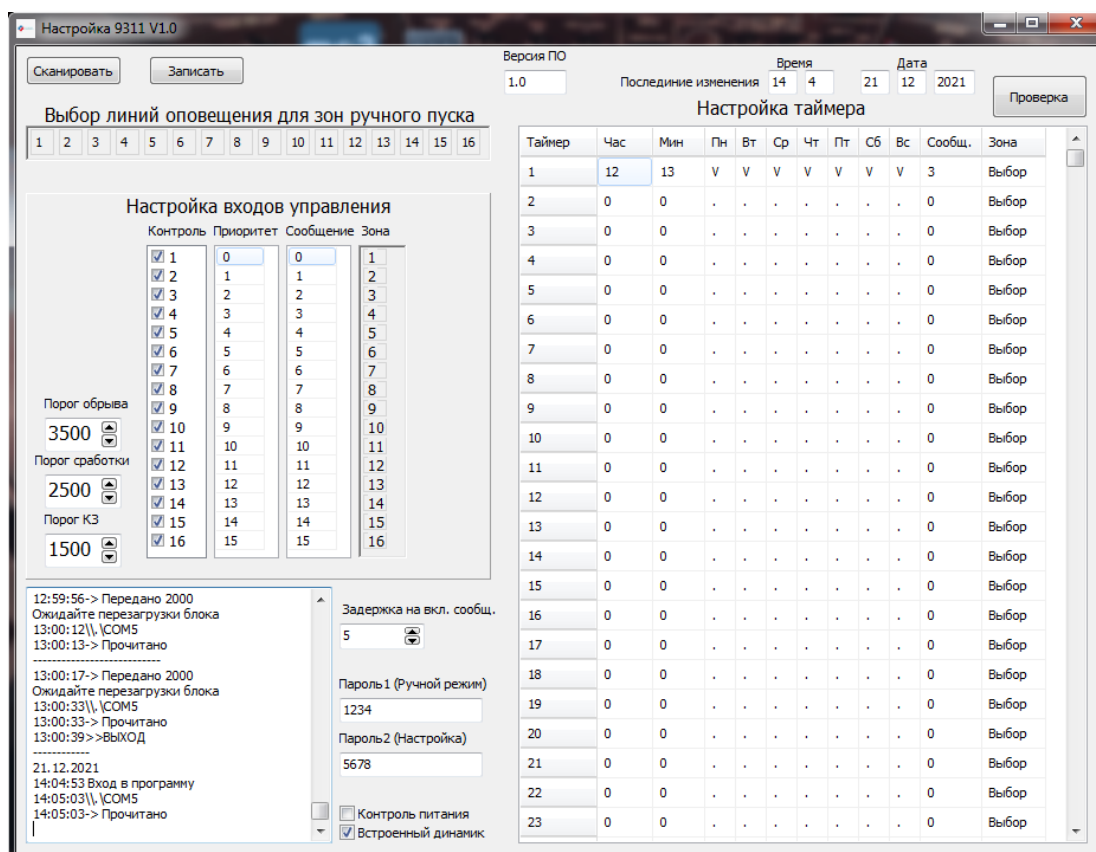 Настройка 9311 V1.0
Сканировать Записать
Версия ПО
1.0
Время Дата
Послединие изменения 14 4 21 12 2021
Проверка
Выбор линий оповещения для зон ручного пуска
1 2 3 4 5 6 7 8 9 10 11 12 13 14 15 16
Настройка входов управления
Контроль Приоритет Сообщение Зона
1 0 0 1
2 1 1 2
3 2 2 3
4 3 3 4
5 4 4 5
6 5 5 6
7 6 6 7
8 7 7 8
9 8 8 9
10 9 9 10
11 10 10 11
12 11 11 12
13 12 12 13
14 13 13 14
15 14 14 15
16 15 15 16
Порог обрыва
3500
Порог сработки
2500
Порог КЗ
1500
12:59:56-> Передано 2000
Ожидайте перезагрузки блока
13:00:12\\.\COM5
13:00:13-> Прочитано
---------------------------
13:00:17-> Передано 2000
Ожидайте перезагрузки блока
13:00:33\\.\COM5
13:00:33-> Прочитано
13:00:39>>ВЫХОД
------------
21.12.2021
14:04:53 Вход в программу
14:05:03\\.\COM5
14:05:03-> Прочитано
Задержка на вкл. сообщ.
5
Пароль1 (Ручной режим)
1234
Пароль2 (Настройка)
5678
Контроль питания
Встроенный динамик
Настройка таймера
Таймер Час Мин Пн Вт Ср Чт Пт Сб Вс Сообщ. Зона
1 12 13 V V V V V V V 3 Выбор
2 0 0 . . . . . . . 0 Выбор
3 0 0 . . . . . . . 0 Выбор
4 0 0 . . . . . . . 0 Выбор
5 0 0 . . . . . . . 0 Выбор
6 0 0 . . . . . . . 0 Выбор
7 0 0 . . . . . . . 0 Выбор
8 0 0 . . . . . . . 0 Выбор
9 0 0 . . . . . . . 0 Выбор
10 0 0 . . . . . . . 0 Выбор
11 0 0 . . . . . . . 0 Выбор
12 0 0 . . . . . . . 0 Выбор
13 0 0 . . . . . . . 0 Выбор
14 0 0 . . . . . . . 0 Выбор
15 0 0 . . . . . . . 0 Выбор
16 0 0 . . . . . . . 0 Выбор
17 0 0 . . . . . . . 0 Выбор
18 0 0 . . . . . . . 0 Выбор
19 0 0 . . . . . . . 0 Выбор
20 0 0 . . . . . . . 0 Выбор
21 0 0 . . . . . . . 0 Выбор
22 0 0 . . . . . . . 0 Выбор
23 0 0 . . . . . . . 0 Выбор